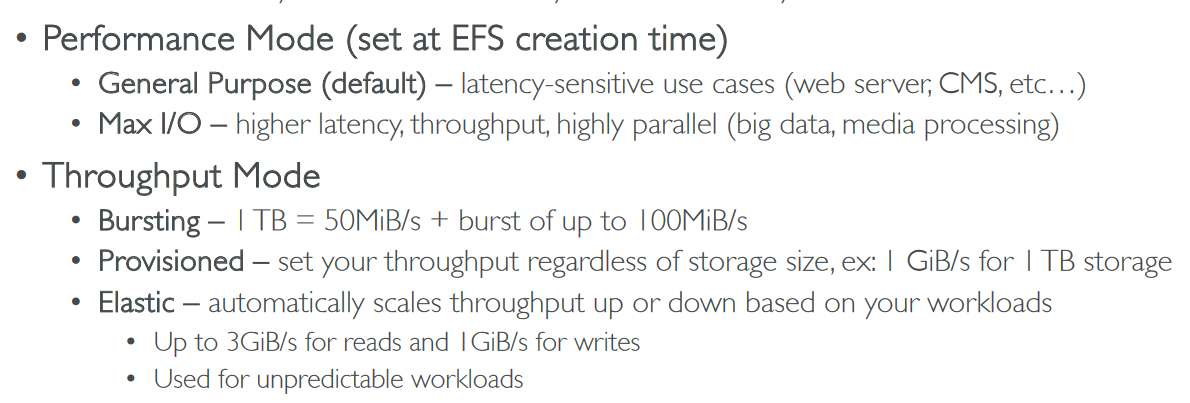 • Performance Mode (set at EFS creation time)
• General Purpose (default) – latency-sensitive use cases (web server, CMS, etc…)
• Max I/O – higher latency, throughput, highly parallel (big data, media processing)
• Throughput Mode
• Bursting – 1 TB = 50MiB/s + burst of up to 100MiB/s
• Provisioned – set your throughput regardless of storage size, ex: 1 GiB/s for 1 TB storage
• Elastic – automatically scales throughput up or down based on your workloads
• Up to 3GiB/s for reads and 1GiB/s for writes
• Used for unpredictable workloads